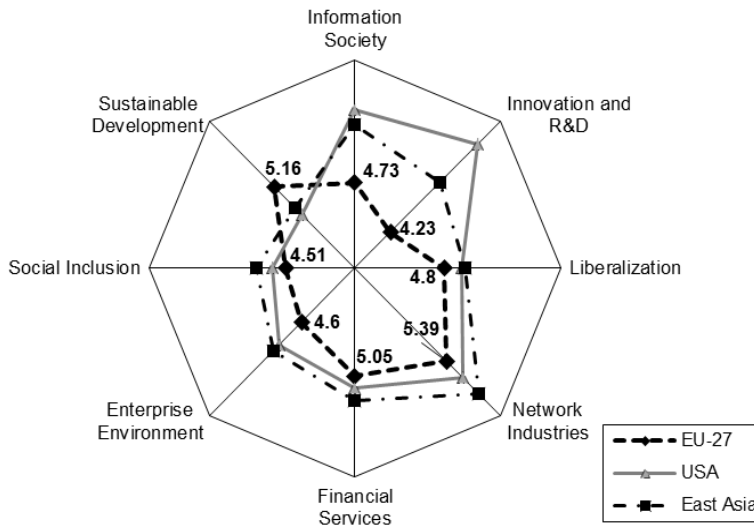 Information
Society
Sustainable
Development
Innovation and
R&D
5.16
4.73
4.23
Social Inclusion
4.51
4.8
Liberalization
4.6
5.39
5.05
Enterprise
Environment
Network
Industries
Financial
Services
EU-27
USA
East Asia